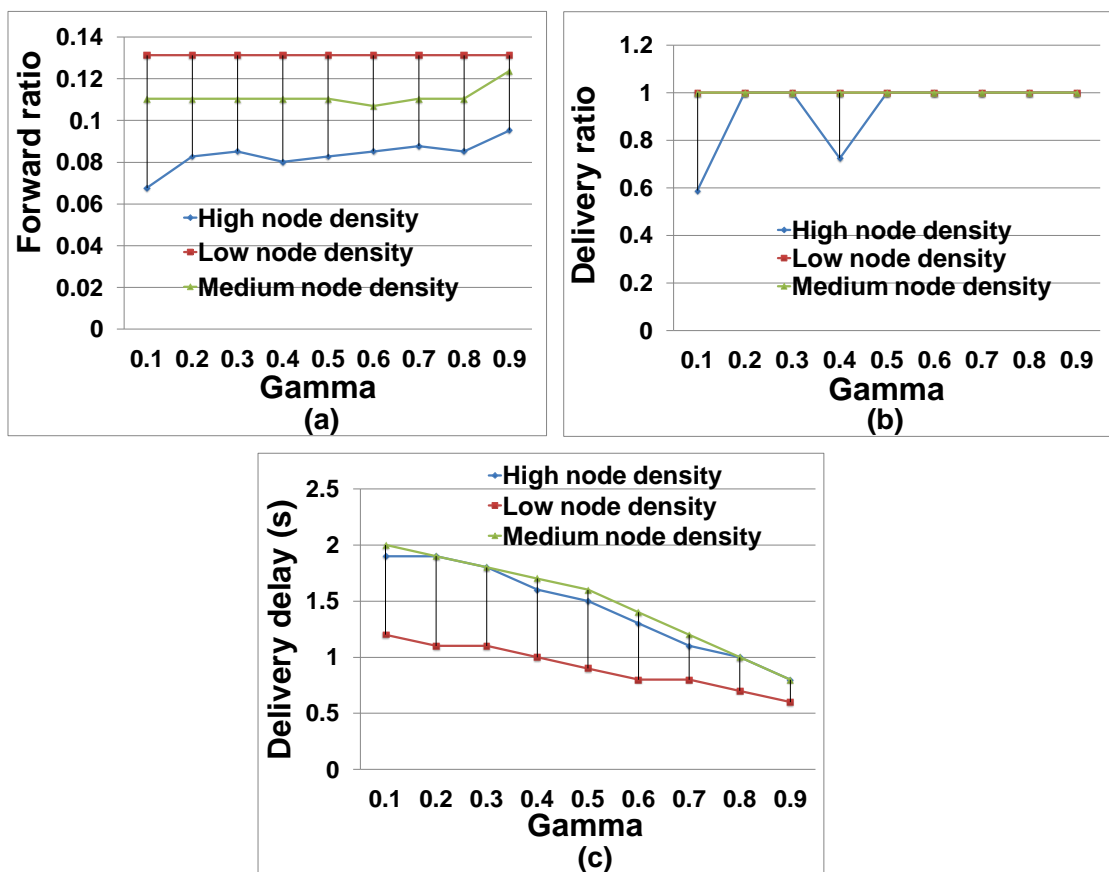 0.14
0.12
0.1
0.08
0.06
0.04
0.02
0
Forward ratio
High node density
Low node density
Medium node density
0.1 0.2 0.3 0.4 0.5 0.6 0.7 0.8 0.9
Gamma
(a)
1.2
1
0.8
0.6
0.4
0.2
0
Delivery ratio
High node density
Low node density
Medium node density
0.1 0.2 0.3 0.4 0.5 0.6 0.7 0.8 0.9
Gamma
(b)
High node density
Low node density
Medium node density
2.5
2
1.5
1
0.5
0
Delivery delay (s)
0.1 0.2 0.3 0.4 0.5 0.6 0.7 0.8 0.9
Gamma
(c)